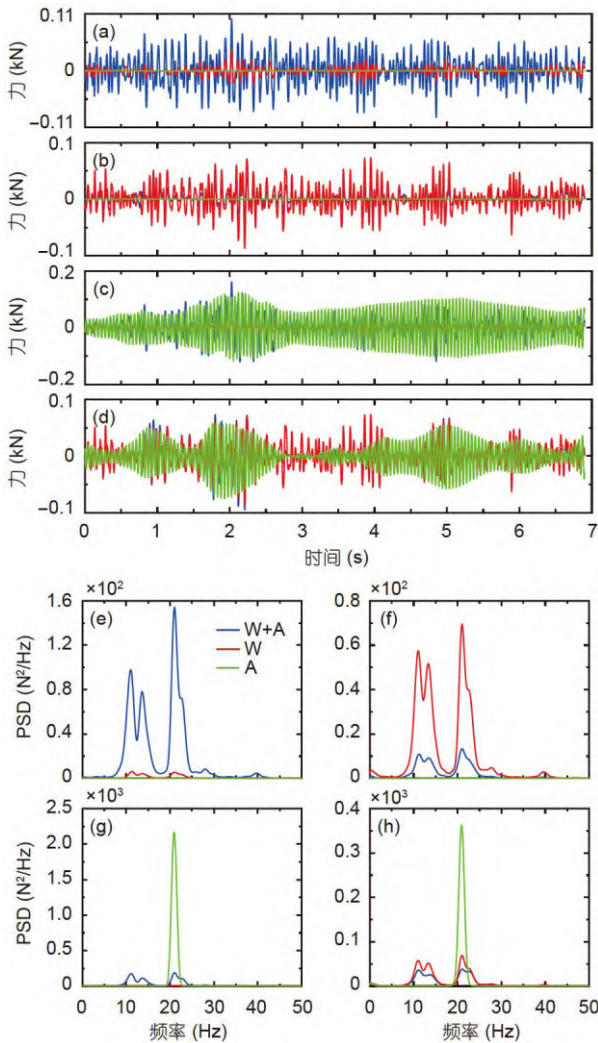 0.11
(a)
力 (kN)
0
−0.11
0.1
(b)
力 (kN)
0
−0.1
0.2
(c)
力 (kN)
0
−0.2
0.1
(d)
力 (kN)
0
−0.1
0 1 2 3 4 5 6 7
时间 (s)
×10²
1.6
(e)
W+A
W
A
1.2
0.8
0.4
0
PSD (N²/Hz)
×10²
0.8
(f)
0.6
0.4
0.2
0
×10³
2.5
(g)
2.0
1.5
1.0
0.5
0
PSD (N²/Hz)
0 10 20 30 40 50
频率 (Hz)
×10³
0.4
(h)
0.3
0.2
0.1
0
0 10 20 30 40 50
频率 (Hz)